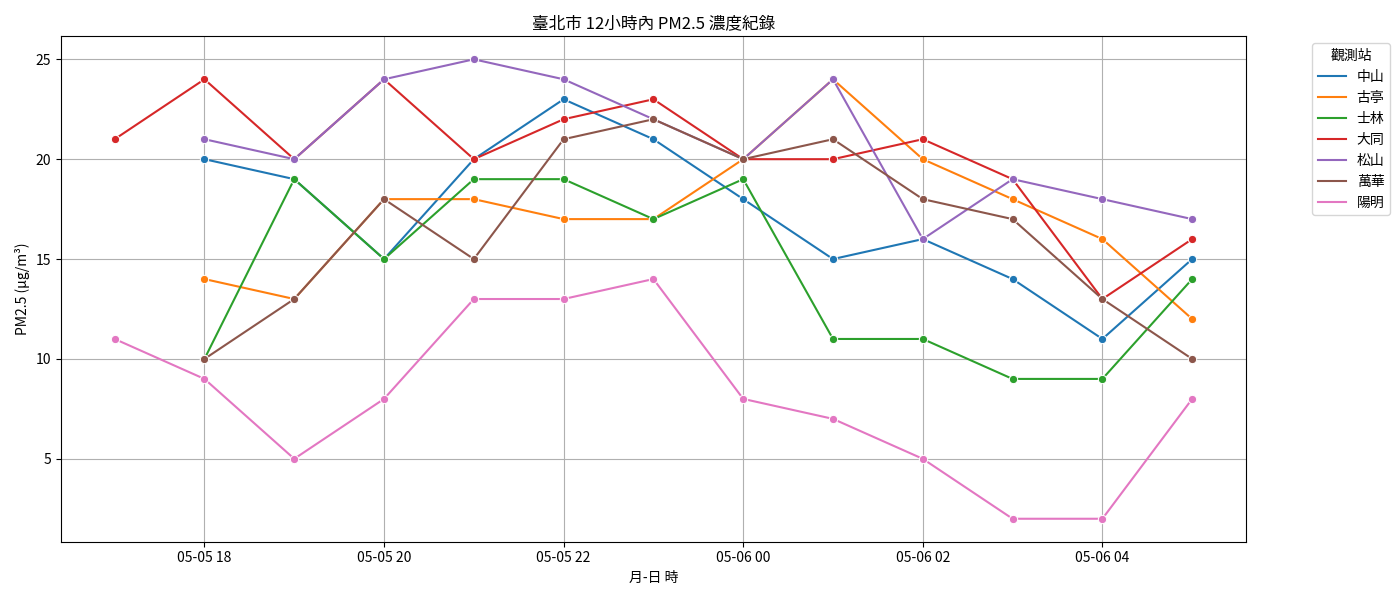 臺北市 12小時內 PM2.5 濃度紀錄
PM2.5 (μg/m³)
25
20
15
10
5
05-05 18
05-05 20
05-05 22
05-06 00
05-06 02
05-06 04
月-日 時
觀測站
中山
古亭
士林
大同
松山
萬華
陽明